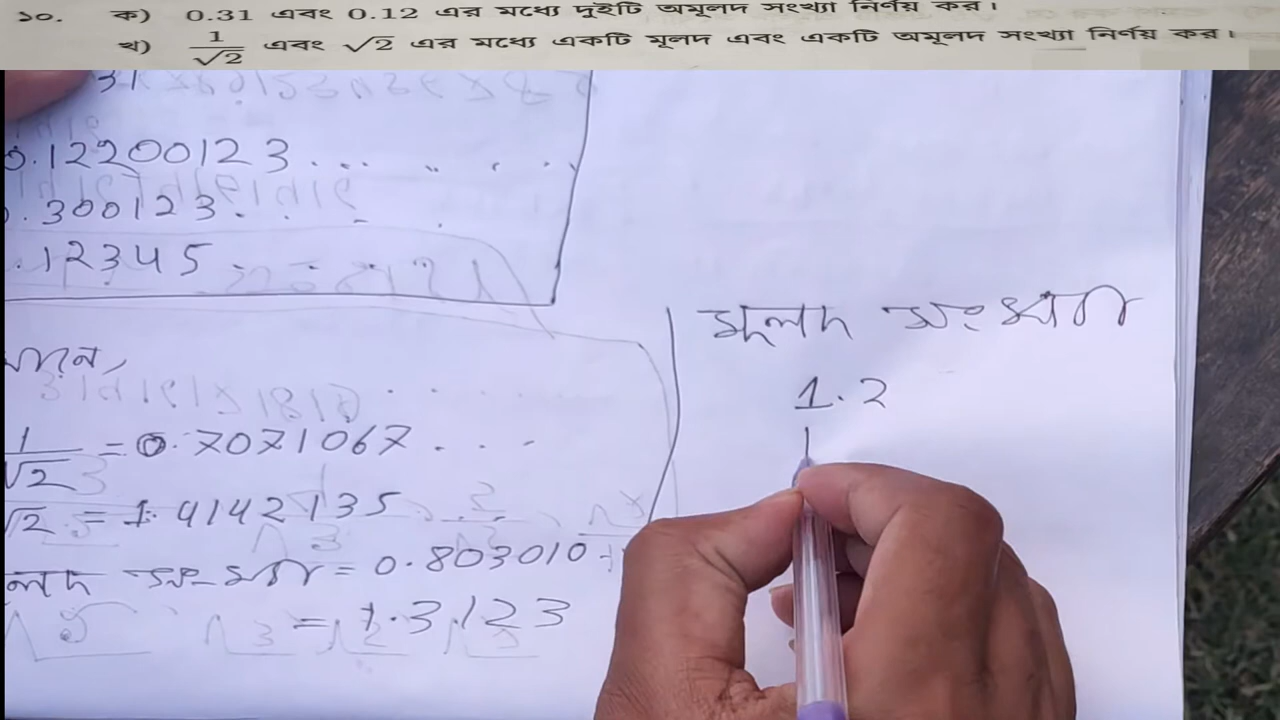 ১০. ক) 0.31 এবং 0.12 এর মধ্যে দুইটি অমূলদ সংখ্যা নির্ণয় কর।
খ) 1/√2 এবং √2 এর মধ্যে একটি মূলদ এবং একটি অমূলদ সংখ্যা নির্ণয় কর।
31
0.12200123...
.300123...
.12345...
1/√2 = 0.7071067...
√2 = 1.4142135
লদ সংখ্যা = 0.803010
= 1.3123
মূলদ সংখ্যা
1.2